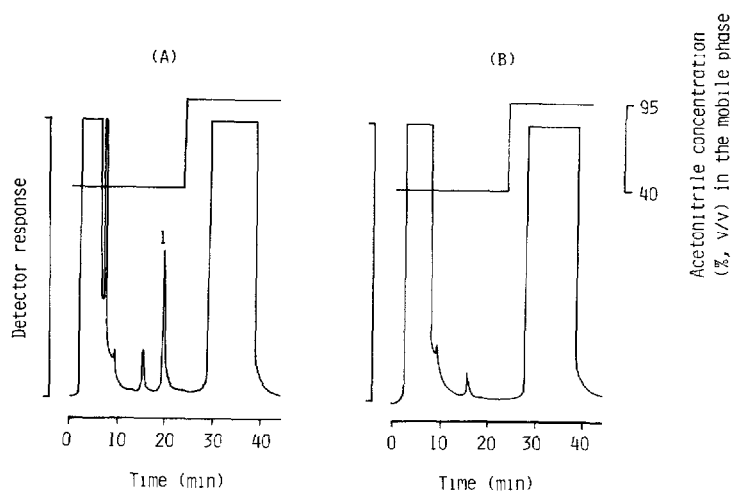 (A)
(B)
1
95
40
Detector response
0 10 20 30 40
0 10 20 30 40
Time (min)
Time (min)
Acetonitrile concentration
(%, v/v) in the mobile phase